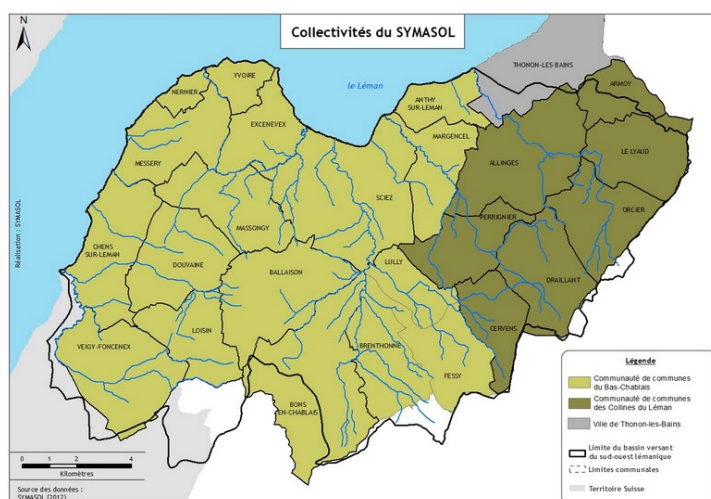 N
Collectivités du SYMASOL
THONON-LES-BAINS
YVOIRE
NERNIER
le Léman
ARMOY
ANTHY
SUR-LEMAN
EXCENEVEX
MARGENCEL
LE LYAUD
MESSERY
ALLINGES
SCIEZ
ORCIER
MASSONGY
PERRIGNIER
CHENS
SUR-LEMAN
DOUVAINE
LULLY
BALLAISON
DRAILLANT
LOISIN
CERVENS
VEIGY-FONCENEX
BRENTHONNE
FESSY
BONS
EN-CHABLAIS
Réalisation : SYMASOL
0 2 4
Kilomètres
Source des données :
SYMASOL (2012)
Légende
Communauté de communes
du Bas-Chablais
Communauté de communes
des Collines du Léman
Ville de Thonon-les-Bains
Limite du bassin versant
du sud-ouest lémanique
Limites communales
Territoire Suisse